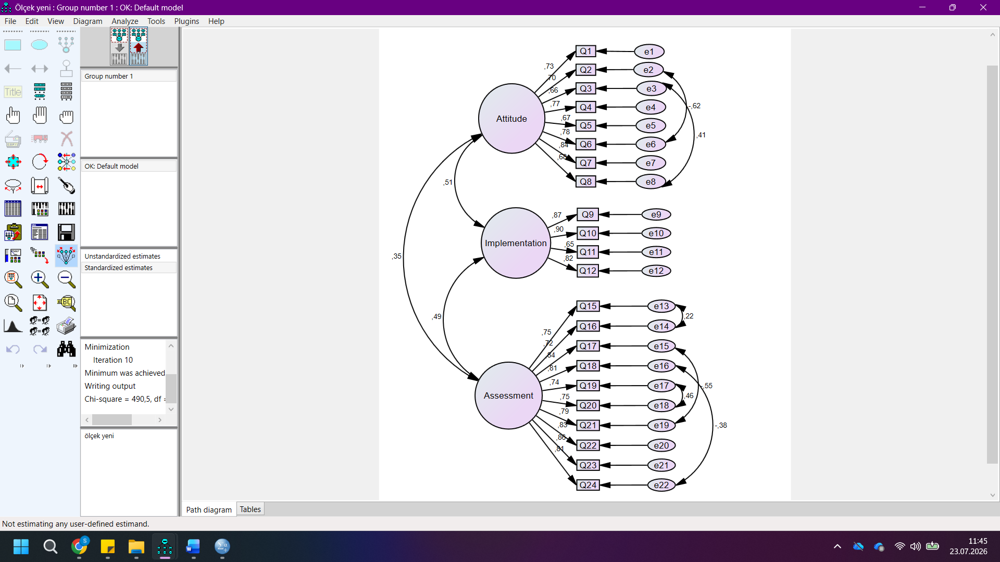 Ölçek yeni : Group number 1 : OK: Default model
File Edit View Diagram Analyze Tools Plugins Help
Title
Group number 1
OK: Default model
Unstandardized estimates
Standardized estimates
Minimization
Iteration 10
Minimum was achieved
Writing output
Chi-square = 490,5, df =
ölçek yeni
Attitude
Implementation
Assessment
,51
,35
,49
,73
,70
,66
,77
,67
,78
,84
,68
Q1 e1
Q2 e2
Q3 e3
Q4 e4
Q5 e5
Q6 e6
Q7 e7
Q8 e8
-,62
,41
,87
,90
,65
,82
Q9 e9
Q10 e10
Q11 e11
Q12 e12
,75
,72
,84
,81
,74
,75
,79
,83
,86
,81
Q15 e13
Q16 e14
Q17 e15
Q18 e16
Q19 e17
Q20 e18
Q21 e19
Q22 e20
Q23 e21
Q24 e22
,22
-,55
,46
-,38
Path diagram Tables
Not estimating any user-defined estimand.
11:45
23.07.2026